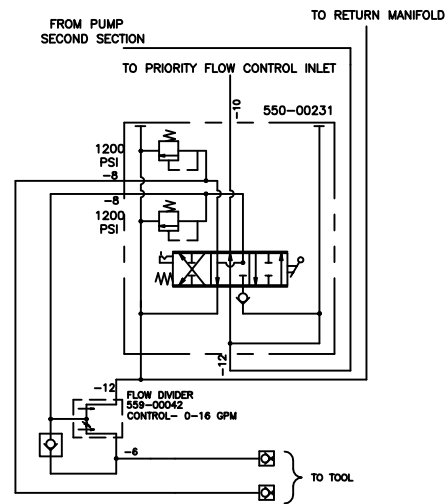 TO RETURN MANIFOLD
FROM PUMP
SECOND SECTION
TO PRIORITY FLOW CONTROL INLET
-10
550-00231
1200
PSI
-8
-8
1200
PSI
-12
-12
FLOW DIVIDER
559-00042
CONTROL- 0-16 GPM
-6
TO TOOL